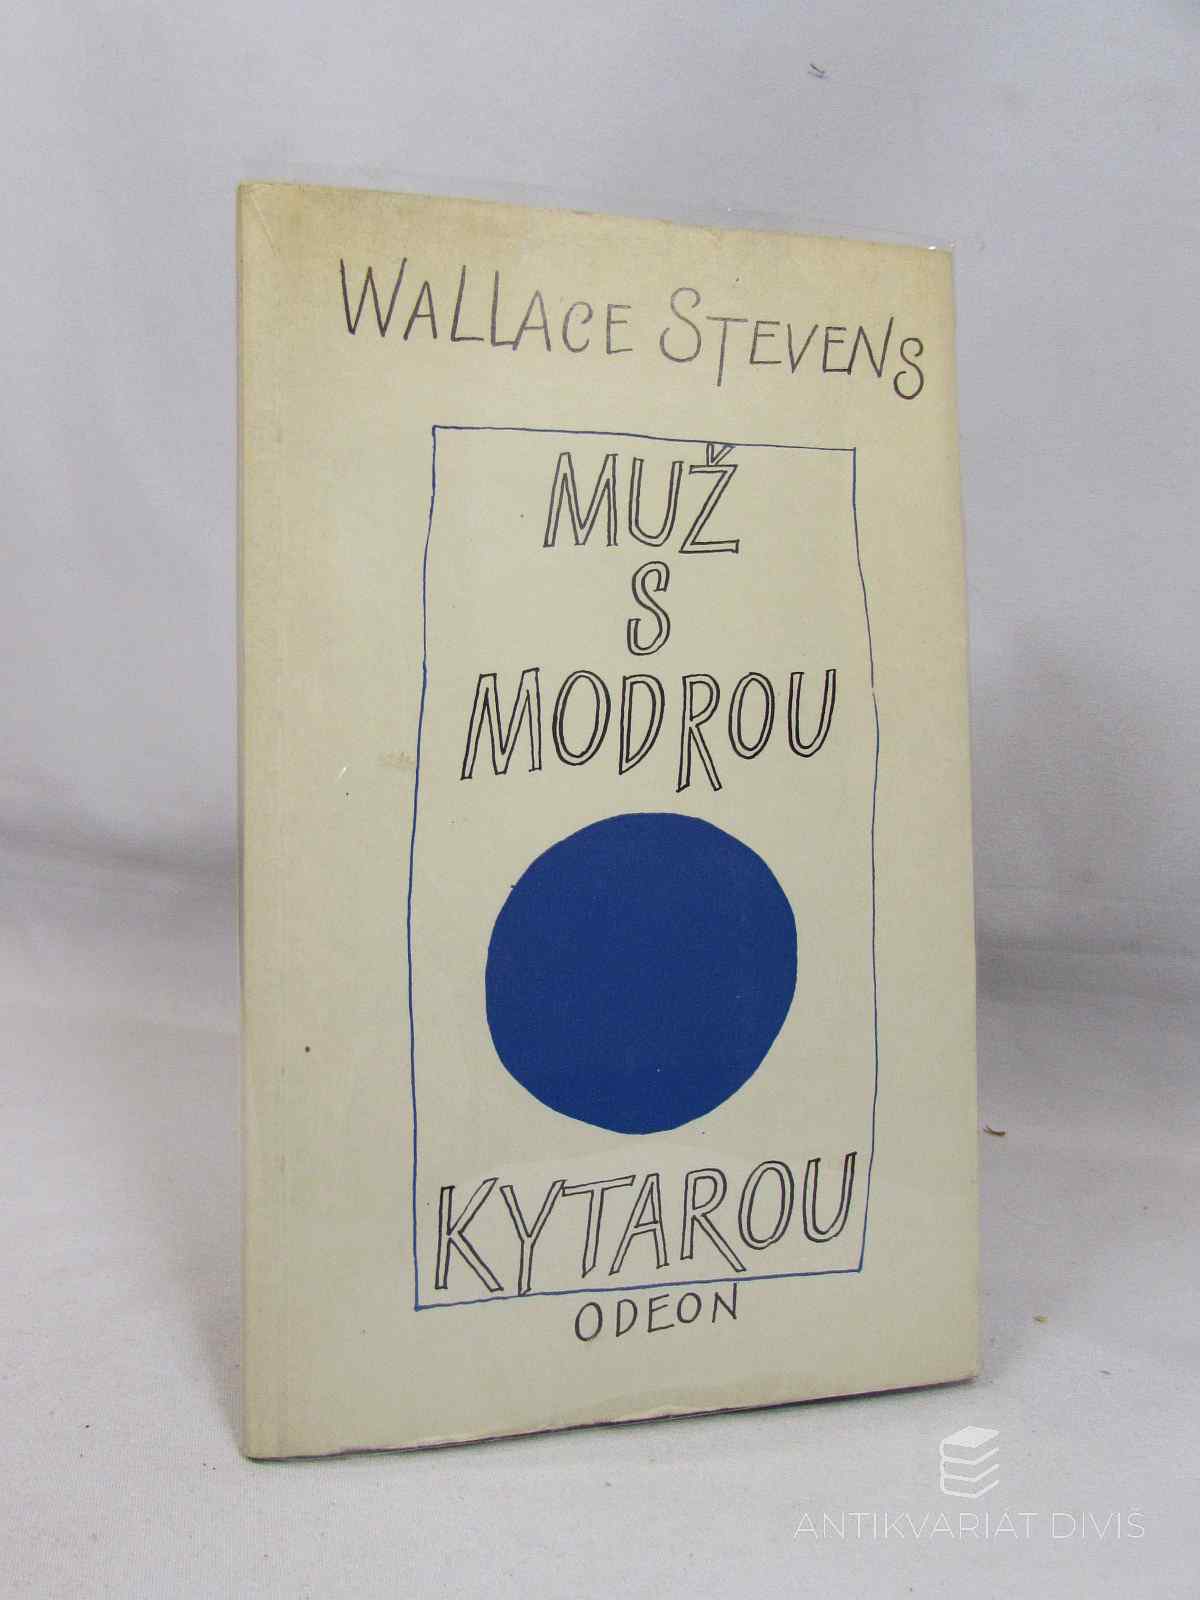 WALLACE STEVENS
MUŽ
S
MODROU
KYTAROU
ODEON
ANTIKVARIÁT DIVIŠ